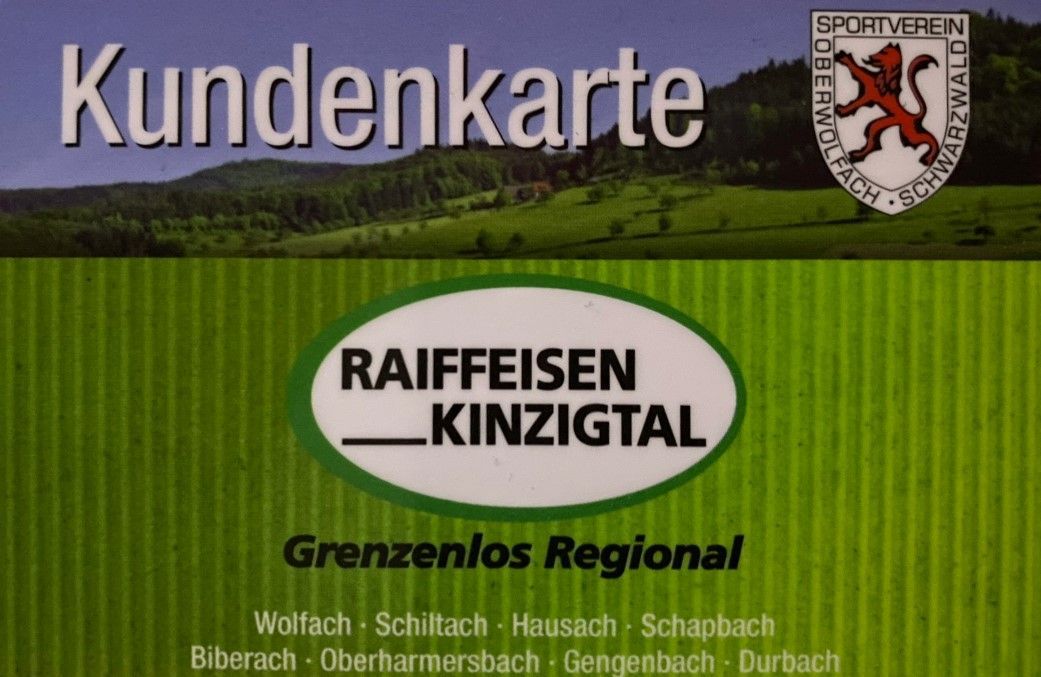 Kundenkarte
SPORTVEREIN
OBERWOLFACH · SCHWARZWALD
RAIFFEISEN
KINZIGTAL
Grenzenlos Regional
Wolfach · Schiltach · Hausach · Schapbach
Biberach · Oberharmersbach · Gengenbach · Durbach